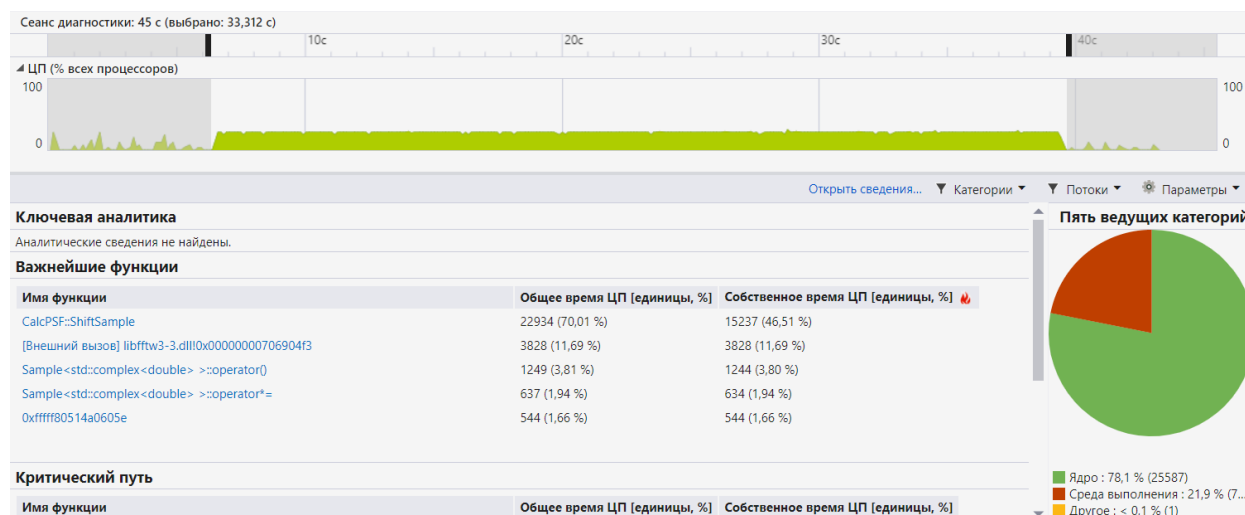 Сеанс диагностики: 45 с (выбрано: 33,312 с)
10с 20с 30с 40с
ЦП (% всех процессоров)
100 100
0 0
Открыть сведения... Категории Потоки Параметры
Ключевая аналитика
Аналитические сведения не найдены.
Важнейшие функции
Имя функции Общее время ЦП [единицы, %] Собственное время ЦП [единицы, %]
CalcPSF::ShiftSample 22934 (70,01 %) 15237 (46,51 %)
[Внешний вызов] libfftw3-3.dll!0x00000000706904f3 3828 (11,69 %) 3828 (11,69 %)
Sample<std::complex<double> >::operator() 1249 (3,81 %) 1244 (3,80 %)
Sample<std::complex<double> >::operator*= 637 (1,94 %) 634 (1,94 %)
0xfffff80514a0605e 544 (1,66 %) 544 (1,66 %)
Критический путь
Имя функции Общее время ЦП [единицы, %] Собственное время ЦП [единицы, %]
Пять ведущих категорий
Ядро : 78,1 % (25587)
Среда выполнения : 21,9 % (7...
Другое : < 0,1 % (1)